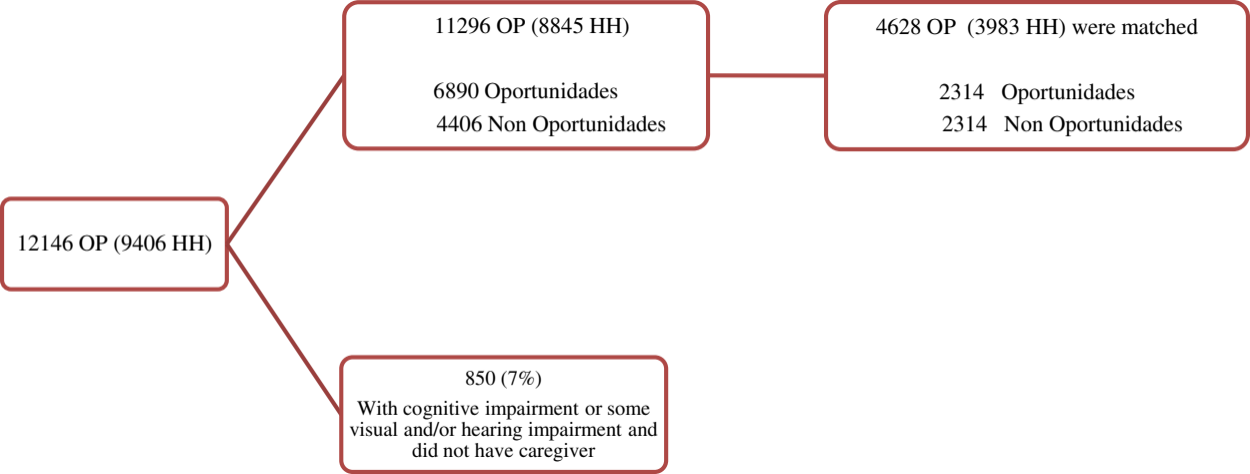 11296 OP (8845 HH)
6890 Oportunidades
4406 Non Oportunidades
4628 OP (3983 HH) were matched
2314 Oportunidades
2314 Non Oportunidades
12146 OP (9406 HH)
850 (7%)
With cognitive impairment or some
visual and/or hearing impairment and
did not have caregiver